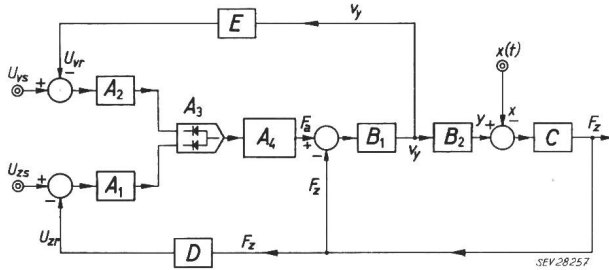 E
v_y
U_vr
U_vs
+
−
A_2
x(t)
A_3
F_a
A_4
+
−
B_1
v_y
B_2
y
+
x
−
C
F_z
U_zs
+
−
A_1
F_z
U_zr
D
F_z
SEV 28257